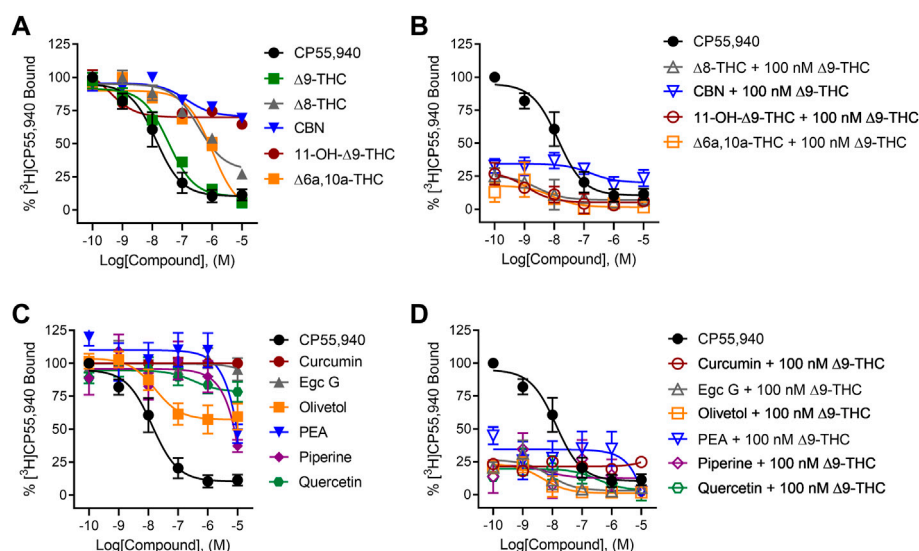 A
% [³H]CP55,940 Bound
125
100
75
50
25
0
-10 -9 -8 -7 -6 -5
Log[Compound], (M)
CP55,940
Δ9-THC
Δ8-THC
CBN
11-OH-Δ9-THC
Δ6a,10a-THC
B
% [³H]CP55,940 Bound
125
100
75
50
25
0
-10 -9 -8 -7 -6 -5
Log[Compound], (M)
CP55,940
Δ8-THC + 100 nM Δ9-THC
CBN + 100 nM Δ9-THC
11-OH-Δ9-THC + 100 nM Δ9-THC
Δ6a,10a-THC + 100 nM Δ9-THC
C
% [³H]CP55,940 Bound
125
100
75
50
25
0
-10 -9 -8 -7 -6 -5
Log[Compound], (M)
CP55,940
Curcumin
Egc G
Olivetol
PEA
Piperine
Quercetin
D
% [³H]CP55,940 Bound
125
100
75
50
25
0
-10 -9 -8 -7 -6 -5
Log[Compound], (M)
CP55,940
Curcumin + 100 nM Δ9-THC
Egc G + 100 nM Δ9-THC
Olivetol + 100 nM Δ9-THC
PEA + 100 nM Δ9-THC
Piperine + 100 nM Δ9-THC
Quercetin + 100 nM Δ9-THC